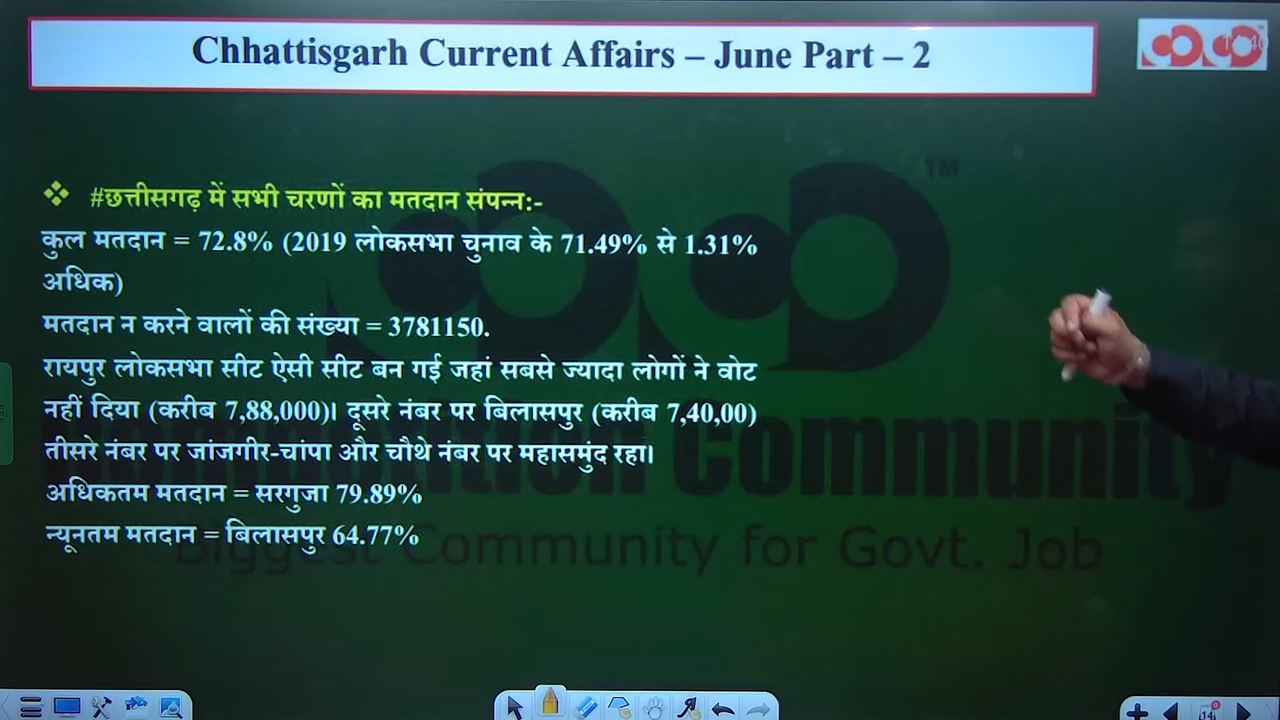 Chhattisgarh Current Affairs – June Part – 2
TM
❖ #छत्तीसगढ़ में सभी चरणों का मतदान संपन्न:-
कुल मतदान = 72.8% (2019 लोकसभा चुनाव के 71.49% से 1.31%
अधिक)
मतदान न करने वालों की संख्या = 3781150.
रायपुर लोकसभा सीट ऐसी सीट बन गई जहां सबसे ज्यादा लोगों ने वोट
नहीं दिया (करीब 7,88,000)। दूसरे नंबर पर बिलासपुर (करीब 7,40,00)
तीसरे नंबर पर जांजगीर-चांपा और चौथे नंबर पर महासमुंद रहा।
अधिकतम मतदान = सरगुजा 79.89%
न्यूनतम मतदान = बिलासपुर 64.77%
Community
Biggest Community for Govt. Job
14